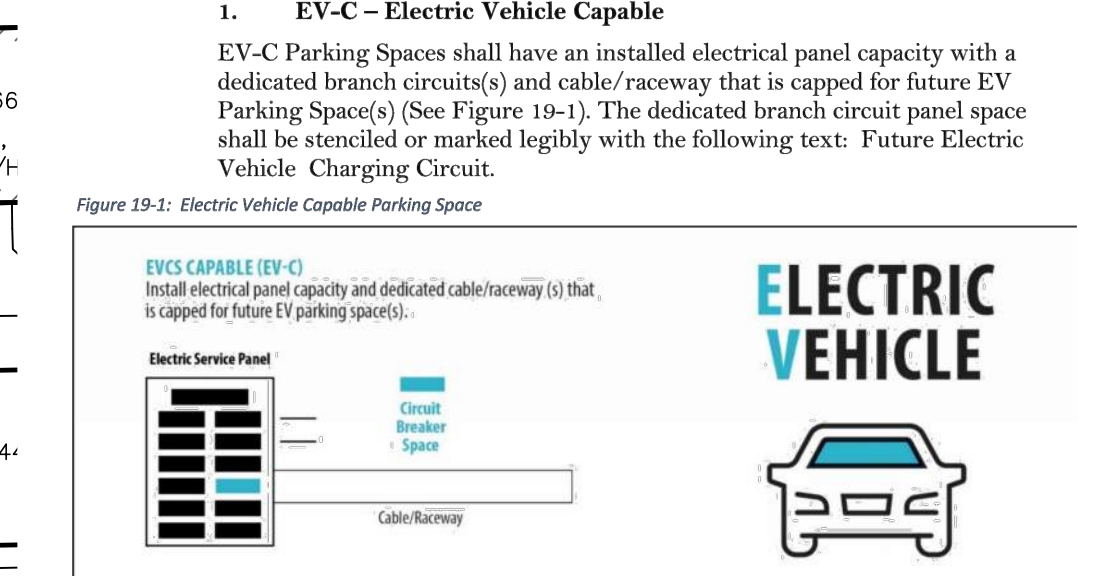 1. EV-C – Electric Vehicle Capable
EV-C Parking Spaces shall have an installed electrical panel capacity with a
dedicated branch circuits(s) and cable/raceway that is capped for future EV
Parking Space(s) (See Figure 19-1). The dedicated branch circuit panel space
shall be stenciled or marked legibly with the following text: Future Electric
Vehicle Charging Circuit.
Figure 19-1: Electric Vehicle Capable Parking Space
EVCS CAPABLE (EV-C)
Install electrical panel capacity and dedicated cable/raceway (s) that
is capped for future EV parking space(s).
Electric Service Panel
Circuit
Breaker
Space
Cable/Raceway
ELECTRIC
VEHICLE